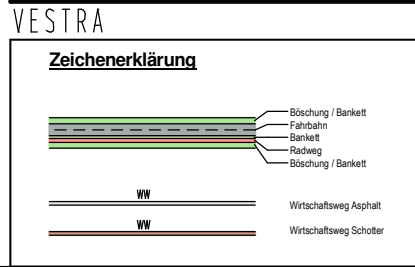 VESTRA
Zeichenerklärung
Böschung / Bankett
Fahrbahn
Bankett
Radweg
Böschung / Bankett
WW
Wirtschaftsweg Asphalt
WW
Wirtschaftsweg Schotter